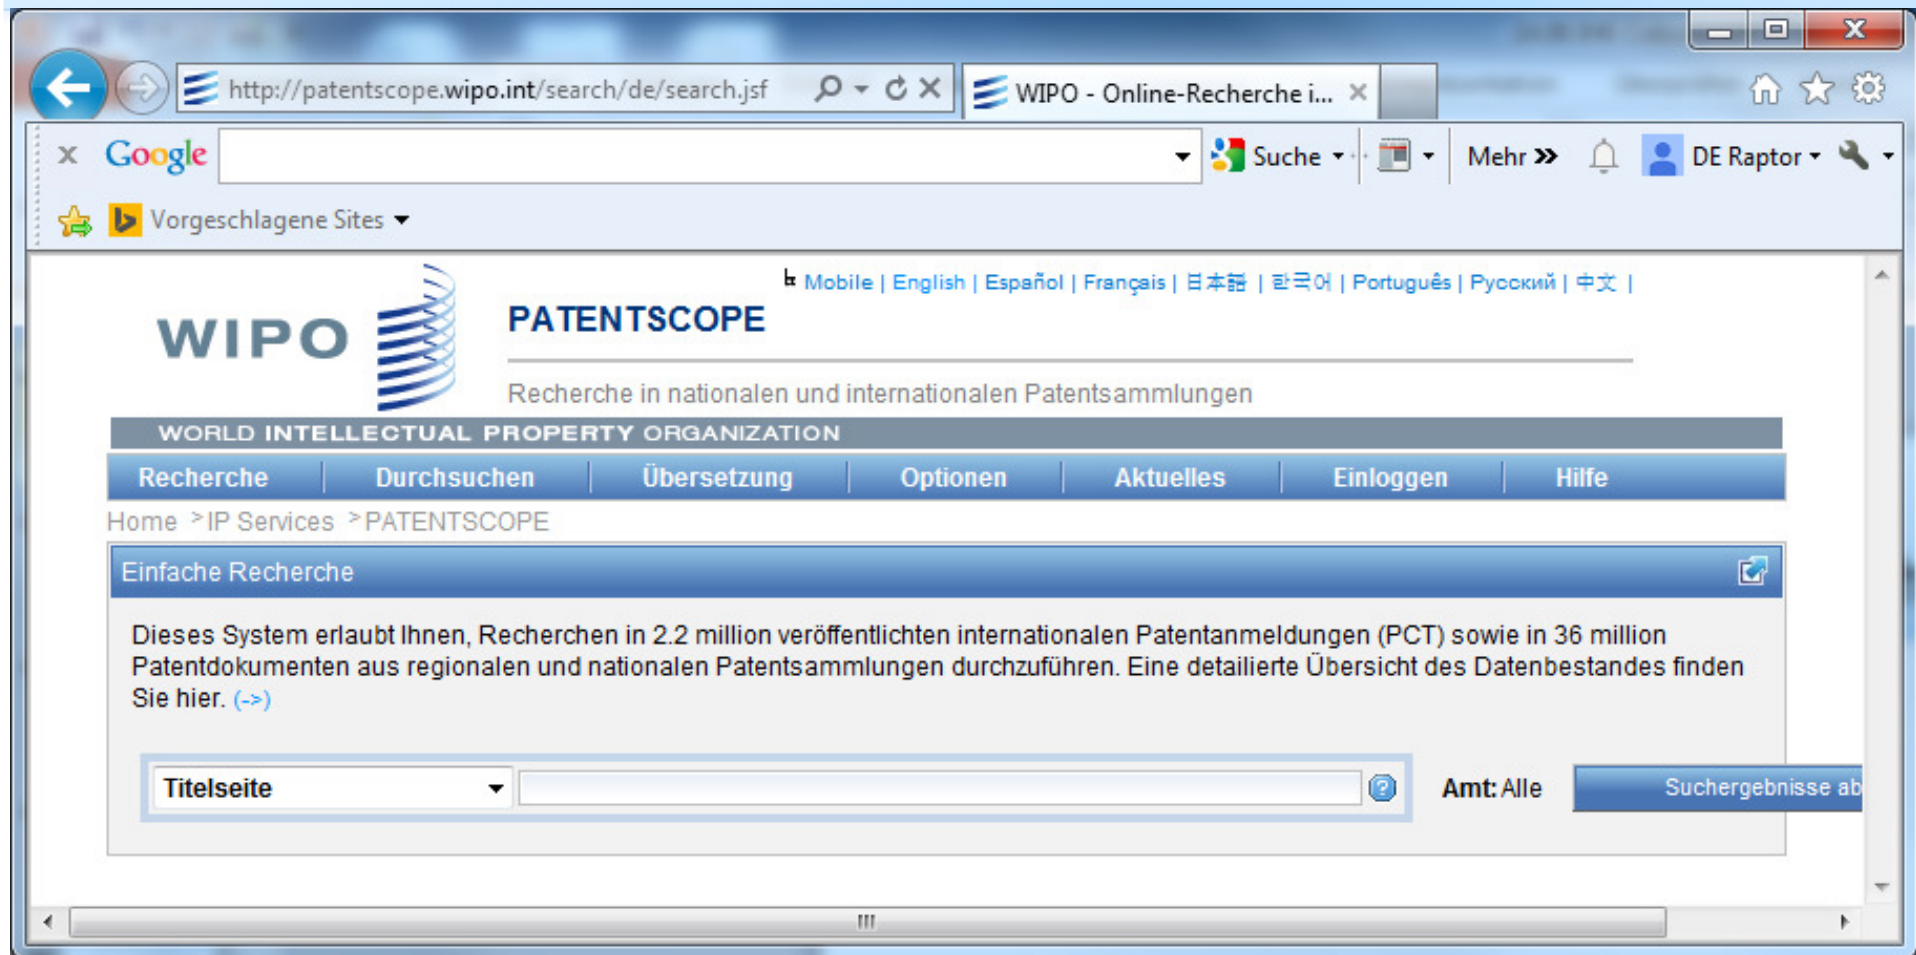 http://patentscope.wipo.int/search/de/search.jsf
WIPO - Online-Recherche i...
Google
Suche
Mehr »
DE Raptor
Vorgeschlagene Sites
Mobile | English | Español | Français | 日本語 | 한국어 | Português | Русский | 中文 |
WIPO
PATENTSCOPE
Recherche in nationalen und internationalen Patentsammlungen
WORLD INTELLECTUAL PROPERTY ORGANIZATION
Recherche Durchsuchen Übersetzung Optionen Aktuelles Einloggen Hilfe
Home >IP Services >PATENTSCOPE
Einfache Recherche
Dieses System erlaubt Ihnen, Recherchen in 2.2 million veröffentlichten internationalen Patentanmeldungen (PCT) sowie in 36 million
Patentdokumenten aus regionalen und nationalen Patentsammlungen durchzuführen. Eine detailierte Übersicht des Datenbestandes finden
Sie hier. (->)
Titelseite
Amt: Alle
Suchergebnisse ab